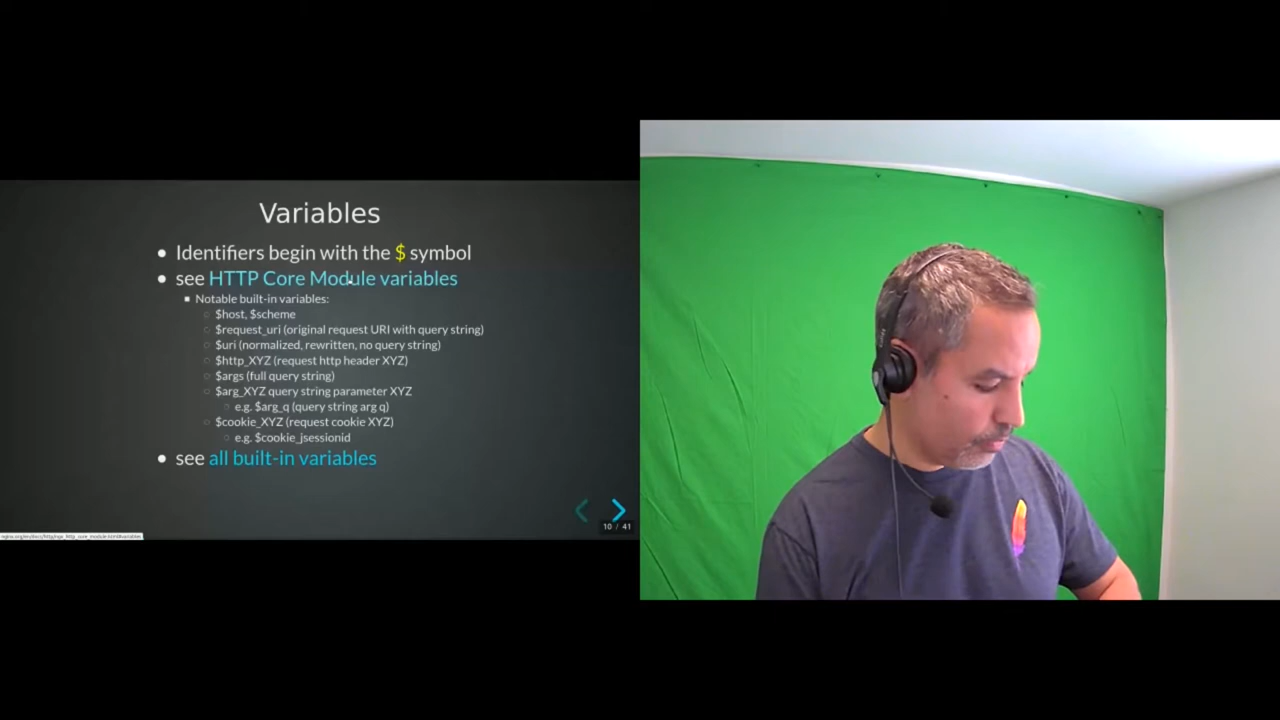 Variables
Identifiers begin with the $ symbol
see HTTP Core Module variables
Notable built-in variables:
$host, $scheme
$request_uri (original request URI with query string)
$uri (normalized, rewritten, no query string)
$http_XYZ (request http header XYZ)
$args (full query string)
$arg_XYZ query string parameter XYZ
e.g. $arg_q (query string arg q)
$cookie_XYZ (request cookie XYZ)
e.g. $cookie_jsessionid
see all built-in variables
10 / 41